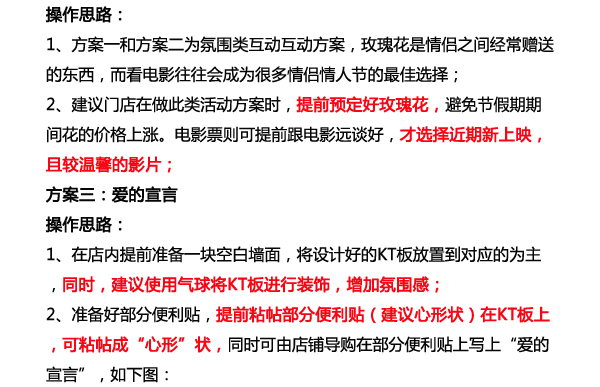 操作思路：
1、方案一和方案二为氛围类互动互动方案，玫瑰花是情侣之间经常赠送
的东西，而看电影往往会成为很多情侣情人节的最佳选择；
2、建议门店在做此类活动方案时，提前预定好玫瑰花，避免节假期期
间花的价格上涨。电影票则可提前跟电影远谈好，才选择近期新上映，
且较温馨的影片；
方案三：爱的宣言
操作思路：
1、在店内提前准备一块空白墙面，将设计好的KT板放置到对应的为主
，同时，建议使用气球将KT板进行装饰，增加氛围感；
2、准备好部分便利贴，提前粘帖部分便利贴（建议心形状）在KT板上
，可粘帖成“心形”状，同时可由店铺导购在部分便利贴上写上“爱的
宣言”，如下图：